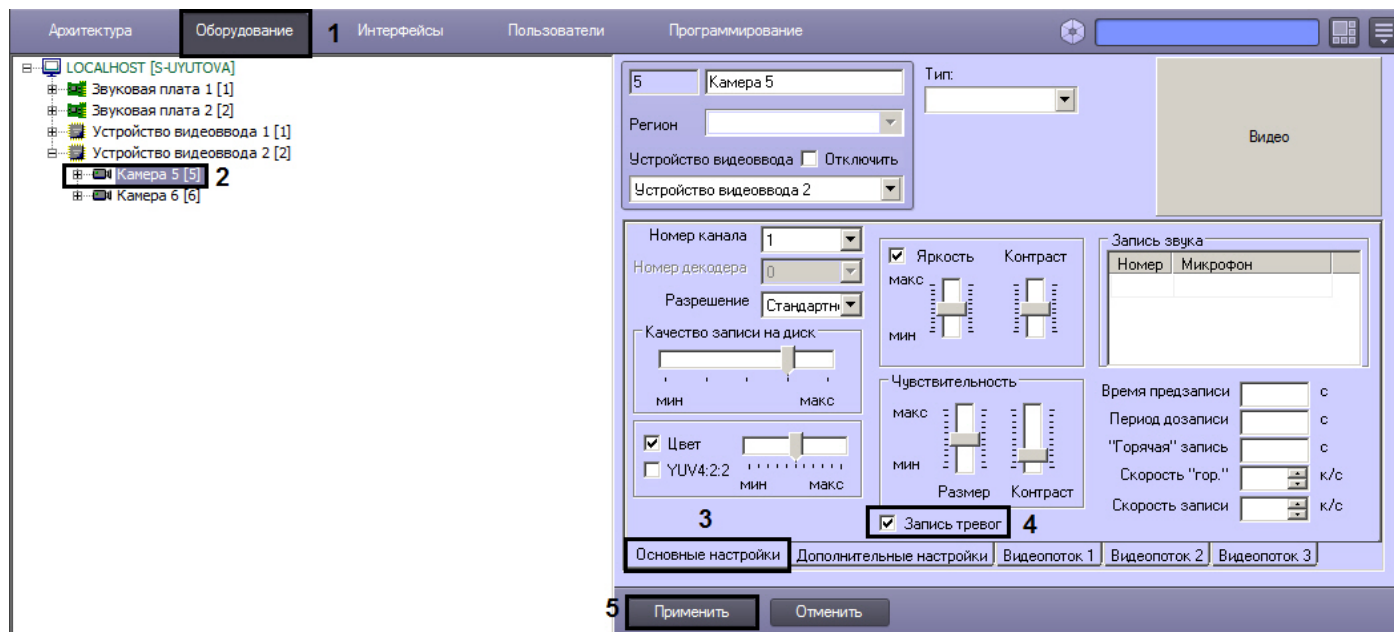 Архитектура Оборудование 1 Интерфейсы Пользователи Программирование
LOCALHOST [S-UYUTOVA]
Звуковая плата 1 [1]
Звуковая плата 2 [2]
Устройство видеоввода 1 [1]
Устройство видеоввода 2 [2]
Камера 5 [5] 2
Камера 6 [6]
5 Камера 5
Тип:
Регион
Устройство видеоввода Отключить
Устройство видеоввода 2
Видео
Номер канала 1
Номер декодера 0
Разрешение Стандартн
Качество записи на диск
мин макс
Цвет
YUV4:2:2
мин макс
3
Яркость Контраст
макс
мин
Чувствительность
макс
мин
Размер Контраст
Запись тревог 4
Запись звука
Номер Микрофон
Время предзаписи с
Период дозаписи с
"Горячая" запись с
Скорость "гор." к/с
Скорость записи к/с
Основные настройки Дополнительные настройки Видеопоток 1 Видеопоток 2 Видеопоток 3
5 Применить Отменить